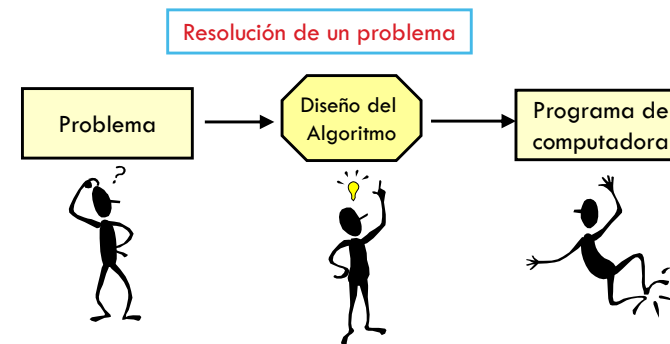 Resolución de un problema
Problema
Diseño del
Algoritmo
Programa de
computadora
?